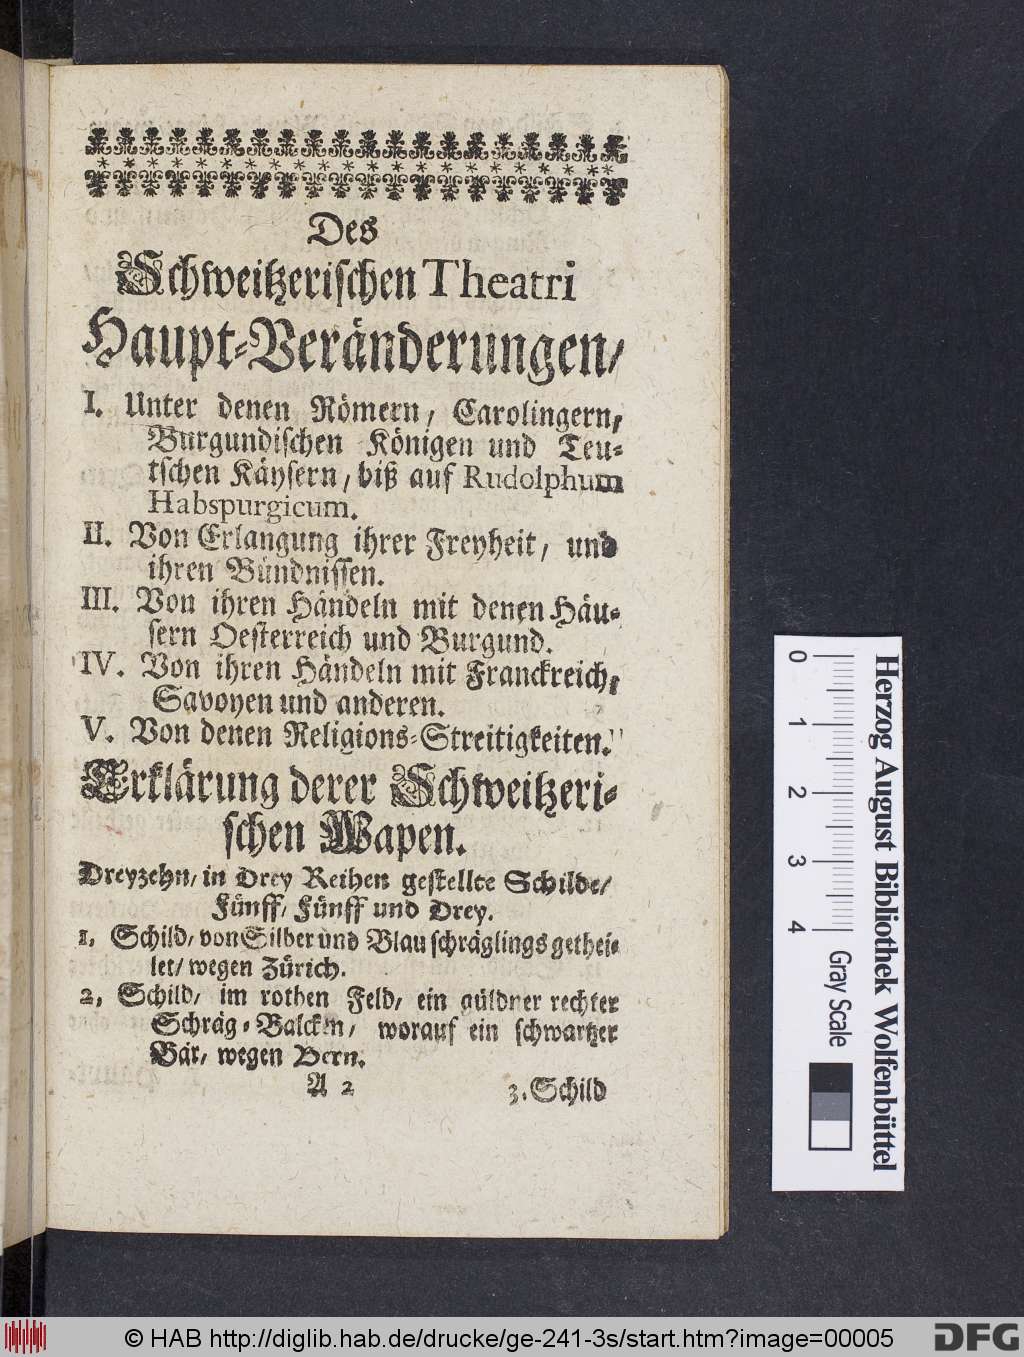 Des
Schweitzerischen Theatri
Haupt-Veränderungen/
I. Unter denen Römern, Carolingern,
Burgundischen Königen und Teu-
tschen Käysern, biß auf Rudolphum
Habspurgicum.
II. Von Erlangung ihrer Freyheit, und
ihren Bündnissen.
III. Von ihren Händeln mit denen Häu-
sern Oesterreich und Burgund.
IV. Von ihren Händeln mit Franckreich,
Savoyen und anderen.
V. Von denen Religions-Streitigkeiten.
Erklärung derer Schweitzeri-
schen Wapen.
Dreyzehn/ in Drey Reihen gestellte Schilde/
Fünff/ Fünff und Drey.
1, Schild/ von Silber und Blau schräglings gethei-
let/ wegen Zürich.
2, Schild/ im rothen Feld/ ein güldner rechter
Schräg-Balcken/ worauf ein schwartzer
Bär/ wegen Bern.
A 2
3. Schild
0 1 2 3 4
Gray Scale
Herzog August Bibliothek Wolfenbüttel
© HAB http://diglib.hab.de/drucke/ge-241-3s/start.htm?image=00005
DFG